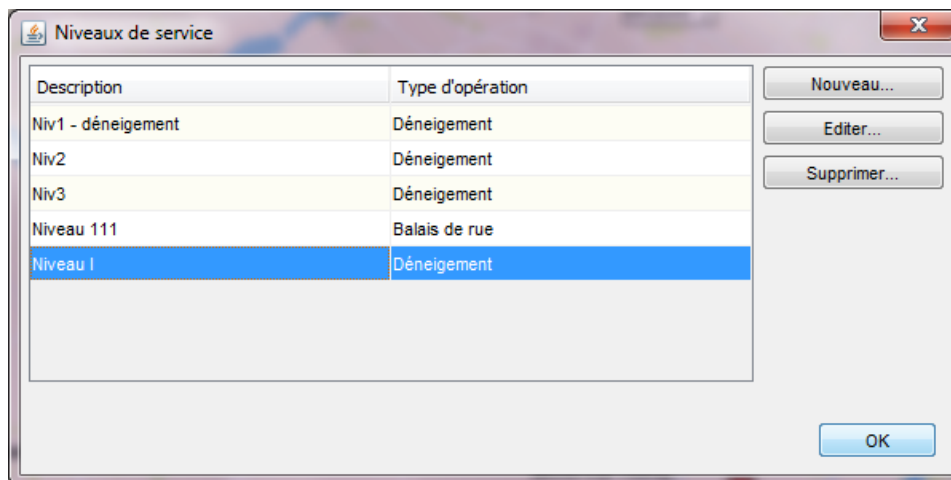 Niveaux de service
Description Type d'opération
Nouveau...
Niv1 - déneigement Déneigement
Editer...
Niv2 Déneigement
Supprimer...
Niv3 Déneigement
Niveau 111 Balais de rue
Niveau I Déneigement
OK